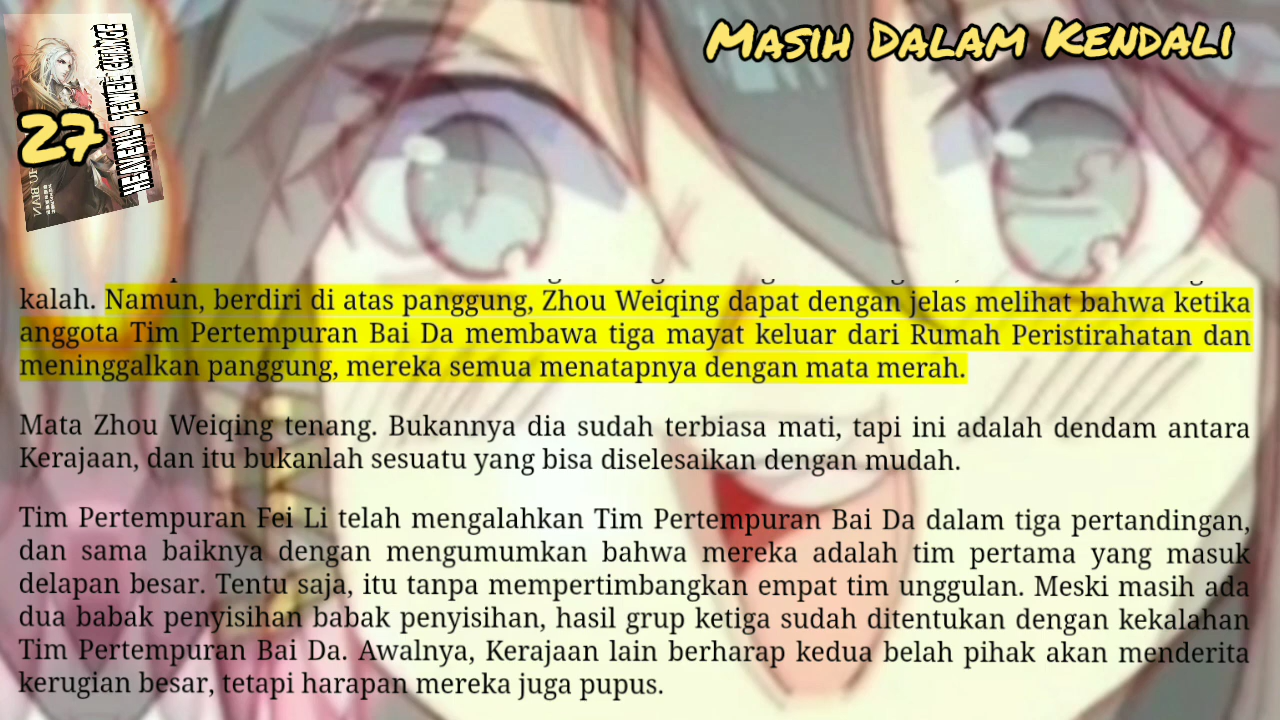 Masih Dalam Kendali
27
HEAVENLY JEWEL CHANGE
kalah. Namun, berdiri di atas panggung, Zhou Weiqing dapat dengan jelas melihat bahwa ketika
anggota Tim Pertempuran Bai Da membawa tiga mayat keluar dari Rumah Peristirahatan dan
meninggalkan panggung, mereka semua menatapnya dengan mata merah.
Mata Zhou Weiqing tenang. Bukannya dia sudah terbiasa mati, tapi ini adalah dendam antara
Kerajaan, dan itu bukanlah sesuatu yang bisa diselesaikan dengan mudah.
Tim Pertempuran Fei Li telah mengalahkan Tim Pertempuran Bai Da dalam tiga pertandingan,
dan sama baiknya dengan mengumumkan bahwa mereka adalah tim pertama yang masuk
delapan besar. Tentu saja, itu tanpa mempertimbangkan empat tim unggulan. Meski masih ada
dua babak penyisihan babak penyisihan, hasil grup ketiga sudah ditentukan dengan kekalahan
Tim Pertempuran Bai Da. Awalnya, Kerajaan lain berharap kedua belah pihak akan menderita
kerugian besar, tetapi harapan mereka juga pupus.